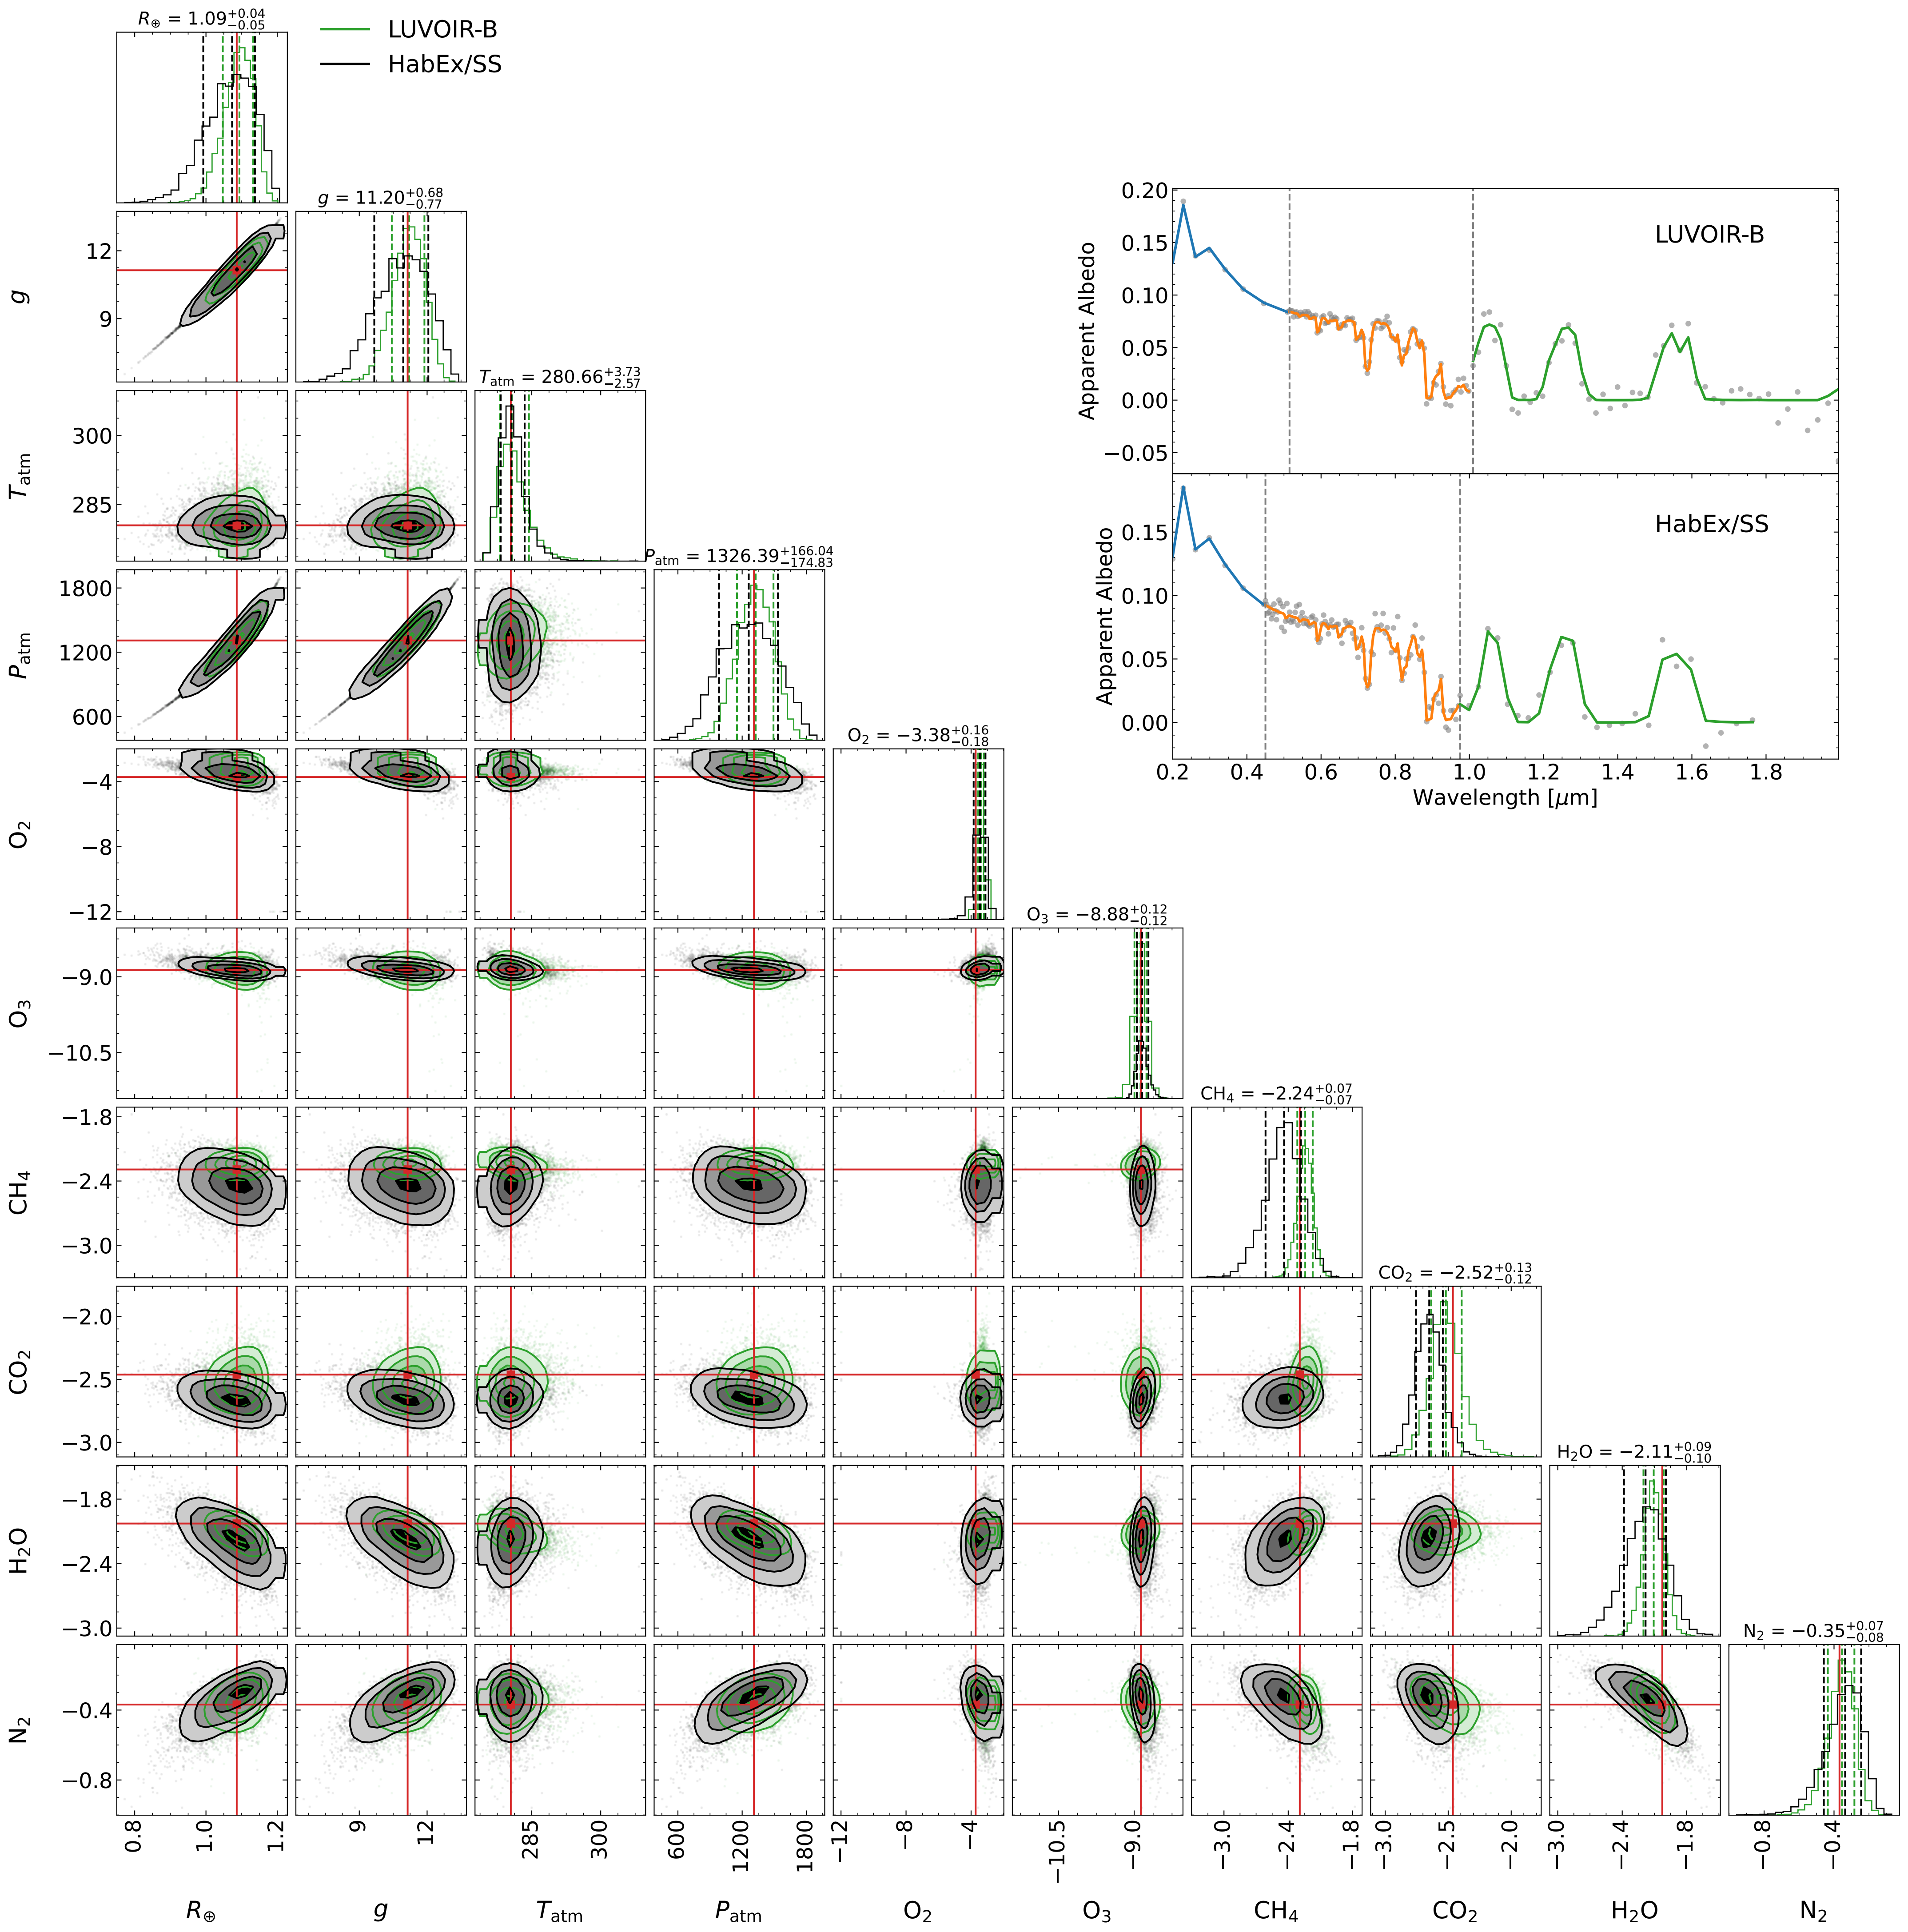 R⊕ = 1.09+0.04−0.05
LUVOIR-B
HabEx/SS
g = 11.20+0.68−0.77
12
9
g
Tatm = 280.66+3.73−2.57
300
285
Tatm
Patm = 1326.39+166.04−174.83
1800
1200
600
Patm
0.20
0.15
0.10
0.05
0.00
−0.05
Apparent Albedo
LUVOIR-B
0.15
0.10
0.05
0.00
Apparent Albedo
HabEx/SS
0.2 0.4 0.6 0.8 1.0 1.2 1.4 1.6 1.8
Wavelength [μm]
O2 = −3.38+0.16−0.18
−4
−8
−12
O2
O3 = −8.88+0.12−0.12
−9.0
−10.5
O3
CH4 = −2.24+0.07−0.07
−1.8
−2.4
−3.0
CH4
CO2 = −2.52+0.13−0.12
−2.0
−2.5
−3.0
CO2
H2O = −2.11+0.09−0.10
−1.8
−2.4
−3.0
H2O
N2 = −0.35+0.07−0.08
−0.4
−0.8
N2
0.8 1.0 1.2 9 12 285 300 600 1200 1800 −12 −8 −4 −10.5 −9.0 −3.0 −2.4 −1.8 −3.0 −2.5 −2.0 −3.0 −2.4 −1.8 −0.8 −0.4
R⊕ g Tatm Patm O2 O3 CH4 CO2 H2O N2